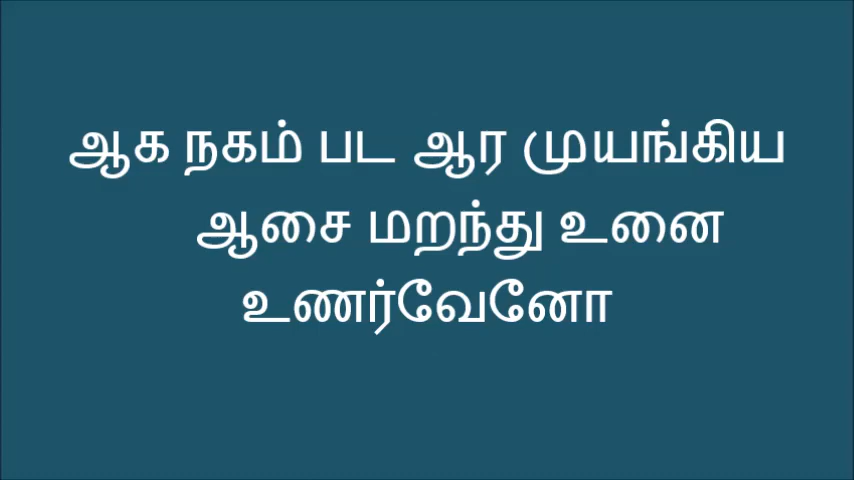 ஆக நகம் பட ஆர முயங்கிய
ஆசை மறந்து உனை
உணர்வேனோ